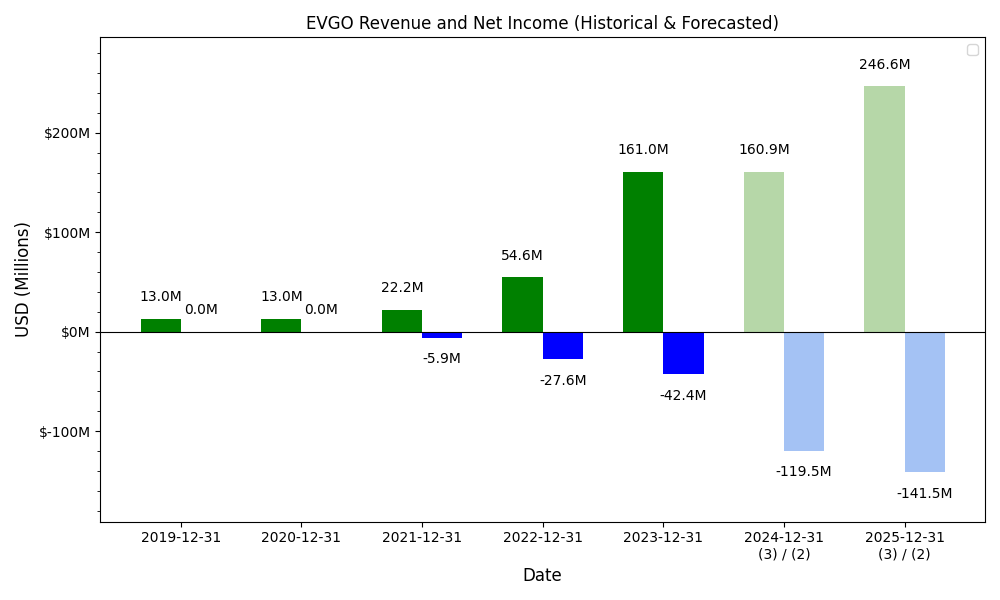 EVGO Revenue and Net Income (Historical & Forecasted)
USD (Millions)
$200M
$100M
$0M
$-100M
13.0M
0.0M
13.0M
0.0M
22.2M
-5.9M
54.6M
-27.6M
161.0M
-42.4M
160.9M
-119.5M
246.6M
-141.5M
2019-12-31
2020-12-31
2021-12-31
2022-12-31
2023-12-31
2024-12-31
(3) / (2)
2025-12-31
(3) / (2)
Date